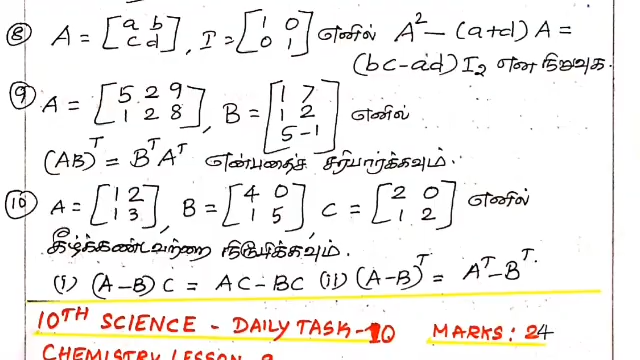 ⑧ A = [a b c d], I = [1 0 0 1] எனில் A² – (a+d) A =
(bc–ad) I₂ என நிறுவுக.
⑨ A = [5 2 9 1 2 8], B = [1 7 1 2 5 -1] எனில்
(AB)ᵀ = BᵀAᵀ என்பதைச் சரிபார்க்கவும்.
⑩ A = [1 2 1 3], B = [4 0 1 5], C = [2 0 1 2] எனில்
கீழ்க்கண்டவற்றை நிரூபிக்கவும்.
(i) (A–B) C = AC – BC (ii) (A–B)ᵀ = Aᵀ – Bᵀ.
10TH SCIENCE - DAILY TASK-10 MARKS: 24
CHEMISTRY LESSON